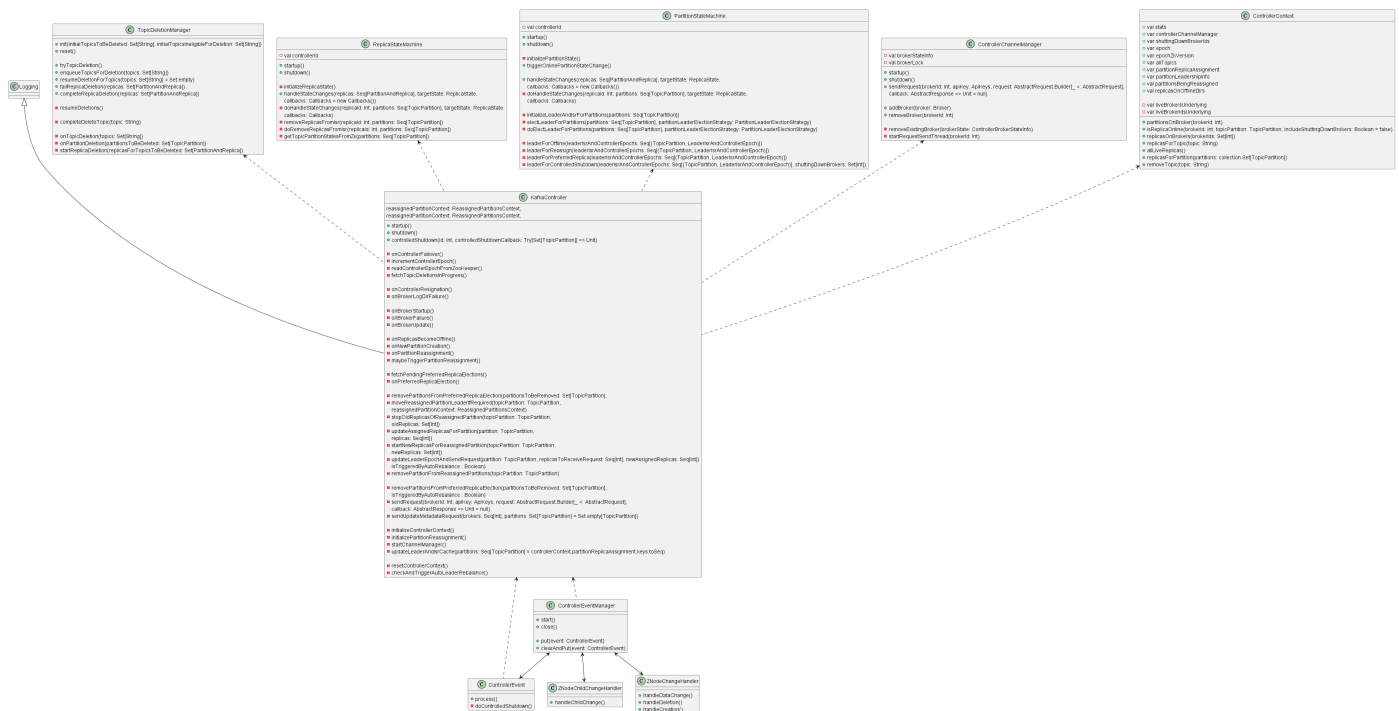 Logging
TopicDeletionManager
init(initialTopicsToBeDeleted: Set[String], initialTopicsIneligibleForDeletion: Set[String])
reset()
tryTopicDeletion()
enqueueTopicsForDeletion(topics: Set[String])
resumeDeletionForTopics(topics: Set[String] = Set.empty)
failReplicaDeletion(replicas: Set[PartitionAndReplica])
completeReplicaDeletion(replicas: Set[PartitionAndReplica])
resumeDeletions()
completeDeleteTopic(topic: String)
onTopicDeletion(topics: Set[String])
onPartitionDeletion(partitionsToBeDeleted: Set[TopicPartition])
startReplicaDeletion(replicasForTopicsToBeDeleted: Set[PartitionAndReplica])
ReplicaStateMachine
val controllerId
startup()
shutdown()
initializeReplicaState()
handleStateChanges(replicas: Seq[PartitionAndReplica], targetState: ReplicaState,
callbacks: Callbacks = new Callbacks())
doHandleStateChanges(replicaId: Int, partitions: Seq[TopicPartition], targetState: ReplicaState,
callbacks: Callbacks)
removeReplicasFromIsr(replicaId: Int, partitions: Seq[TopicPartition])
doRemoveReplicasFromIsr(replicaId: Int, partitions: Seq[TopicPartition])
getTopicPartitionStatesFromZk(partitions: Seq[TopicPartition])
PartitionStateMachine
val controllerId
startup()
shutdown()
initializePartitionState()
triggerOnlinePartitionStateChange()
handleStateChanges(replicas: Seq[PartitionAndReplica], targetState: ReplicaState,
callbacks: Callbacks = new Callbacks())
doHandleStateChanges(replicaId: Int, partitions: Seq[TopicPartition], targetState: ReplicaState,
callbacks: Callbacks)
initializeLeaderAndIsrForPartitions(partitions: Seq[TopicPartition])
electLeaderForPartitions(partitions: Seq[TopicPartition], partitionLeaderElectionStrategy: PartitionLeaderElectionStrategy)
doElectLeaderForPartitions(partitions: Seq[TopicPartition], partitionLeaderElectionStrategy: PartitionLeaderElectionStrategy)
leaderForOffline(leaderIsrAndControllerEpochs: Seq[(TopicPartition, LeaderIsrAndControllerEpoch)])
leaderForReassign(leaderIsrAndControllerEpochs: Seq[(TopicPartition, LeaderIsrAndControllerEpoch)])
leaderForPreferredReplica(leaderIsrAndControllerEpochs: Seq[(TopicPartition, LeaderIsrAndControllerEpoch)])
leaderForControlledShutdown(leaderIsrAndControllerEpochs: Seq[(TopicPartition, LeaderIsrAndControllerEpoch)], shuttingDownBrokers: Set[Int])
ControllerChannelManager
val brokerStateInfo
val brokerLock
startup()
shutdown()
sendRequest(brokerId: Int, apiKey: ApiKeys, request: AbstractRequest.Builder[_ <: AbstractRequest],
callback: AbstractResponse => Unit = null)
addBroker(broker: Broker)
removeBroker(brokerId: Int)
removeExistingBroker(brokerState: ControllerBrokerStateInfo)
startRequestSendThread(brokerId: Int)
ControllerContext
val stats
var controllerChannelManager
var shuttingDownBrokerIds
var epoch
var epochZkVersion
var allTopics
var partitionReplicaAssignment
var partitionLeadershipInfo
var partitionsBeingReassigned
var replicasOnOfflineDirs
var liveBrokersUnderlying
var liveBrokerIdsUnderlying
partitionsOnBroker(brokerId: Int)
isReplicaOnline(brokerId: Int, topicPartition: TopicPartition, includeShuttingDownBrokers: Boolean = false)
replicasOnBrokers(brokerIds: Set[Int])
replicasForTopic(topic: String)
allLiveReplicas()
replicasForPartition(partitions: collection.Set[TopicPartition])
removeTopic(topic: String)
KafkaController
reassignedPartitionContext: ReassignedPartitionsContext,
reassignedPartitionContext: ReassignedPartitionsContext,
startup()
shutdown()
controlledShutdown(id: Int, controlledShutdownCallback: Try[Set[TopicPartition]] => Unit)
onControllerFailover()
incrementControllerEpoch()
readControllerEpochFromZooKeeper()
fetchTopicDeletionsInProgress()
onControllerResignation()
onBrokerLogDirFailure()
onBrokerStartup()
onBrokerFailure()
onBrokerUpdate()
onReplicasBecomeOffline()
onNewPartitionCreation()
onPartitionReassignment()
maybeTriggerPartitionReassignment()
fetchPendingPreferredReplicaElections()
onPreferredReplicaElection()
removePartitionsFromPreferredReplicaElection(partitionsToBeRemoved: Set[TopicPartition],
moveReassignedPartitionLeaderIfRequired(topicPartition: TopicPartition,
reassignedPartitionContext: ReassignedPartitionsContext)
stopOldReplicasOfReassignedPartition(topicPartition: TopicPartition,
oldReplicas: Set[Int])
updateAssignedReplicasForPartition(partition: TopicPartition,
replicas: Seq[Int])
startNewReplicasForReassignedPartition(topicPartition: TopicPartition,
newReplicas: Set[Int])
updateLeaderEpochAndSendRequest(partition: TopicPartition, replicasToReceiveRequest: Seq[Int], newAssignedReplicas: Seq[Int])
isTriggeredByAutoRebalance : Boolean)
removePartitionFromReassignedPartitions(topicPartition: TopicPartition)
removePartitionsFromPreferredReplicaElection(partitionsToBeRemoved: Set[TopicPartition],
isTriggeredByAutoRebalance : Boolean)
sendRequest(brokerId: Int, apiKey: ApiKeys, request: AbstractRequest.Builder[_ <: AbstractRequest],
callback: AbstractResponse => Unit = null)
sendUpdateMetadataRequest(brokers: Seq[Int], partitions: Set[TopicPartition] = Set.empty[TopicPartition])
initializeControllerContext()
initializePartitionReassignment()
startChannelManager()
updateLeaderAndIsrCache(partitions: Seq[TopicPartition] = controllerContext.partitionReplicaAssignment.keys.toSeq)
resetControllerContext()
checkAndTriggerAutoLeaderRebalance()
ControllerEventManager
start()
close()
put(event: ControllerEvent)
clearAndPut(event: ControllerEvent)
ControllerEvent
process()
doControlledShutdown()
ZNodeChildChangeHandler
handleChildChange()
ZNodeChangeHandler
handleDataChange()
handleDeletion()
handleCreation()